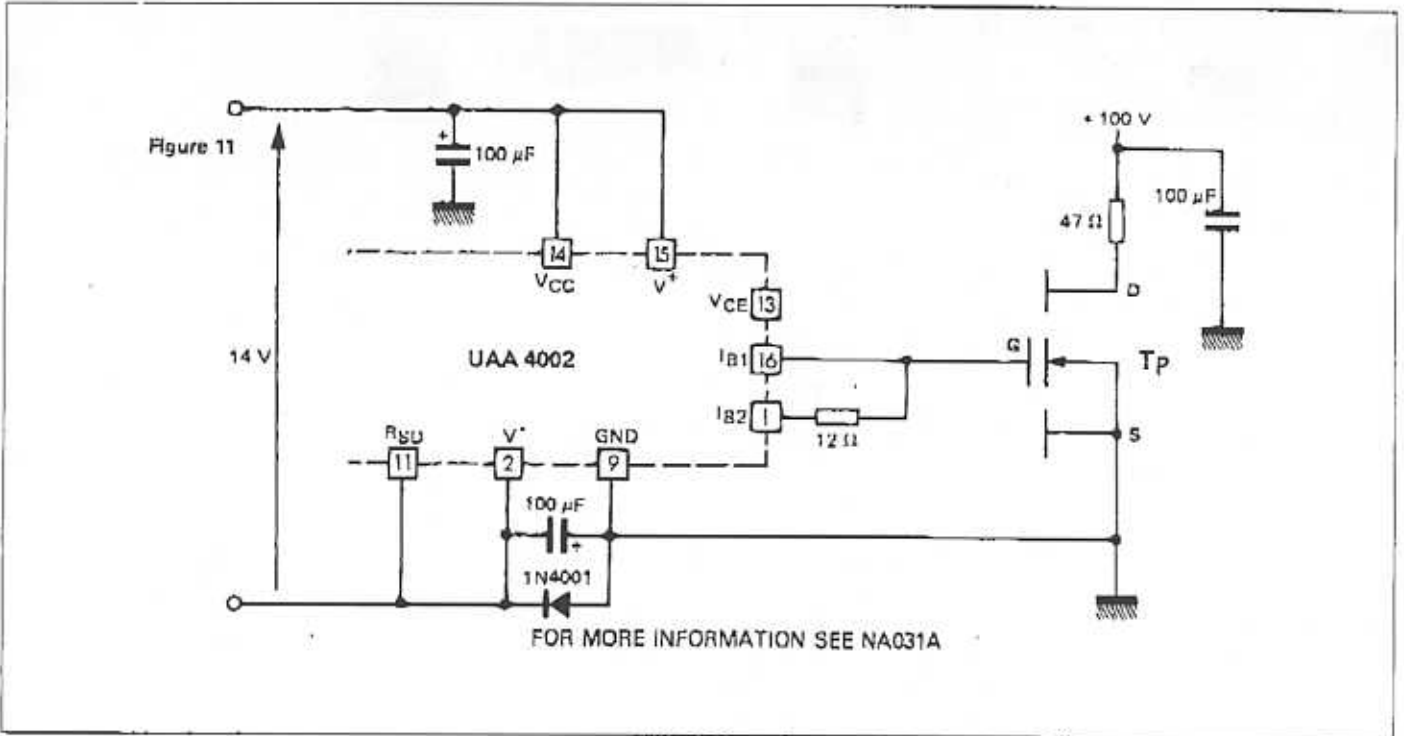 Figure 11
14 V
+
100 µF
14
VCC
15
V+
VCE
13
UAA 4002
IB1
16
IB2
1
12 Ω
RSD
11
V-
2
GND
9
100 µF
+
1N4001
+ 100 V
47 Ω
100 µF
D
G
TP
S
FOR MORE INFORMATION SEE NA031A